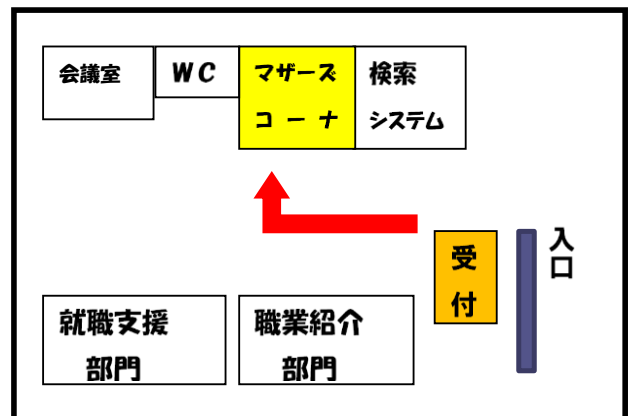 会議室
WC
マザーズ
コーナ
検索
システム
受
付
入
口
就職支援
部門
職業紹介
部門